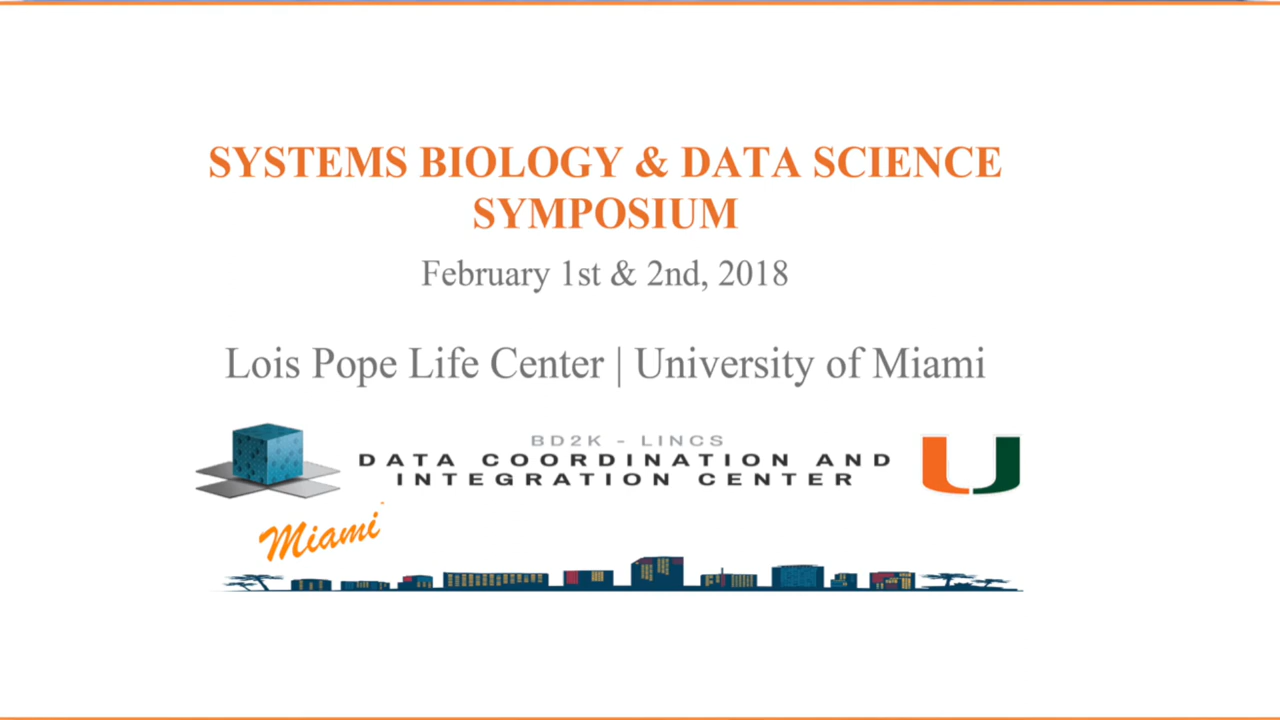 SYSTEMS BIOLOGY & DATA SCIENCE
SYMPOSIUM
February 1st & 2nd, 2018
Lois Pope Life Center | University of Miami
BD2K - LINCS
DATA COORDINATION AND
INTEGRATION CENTER
U
Miami